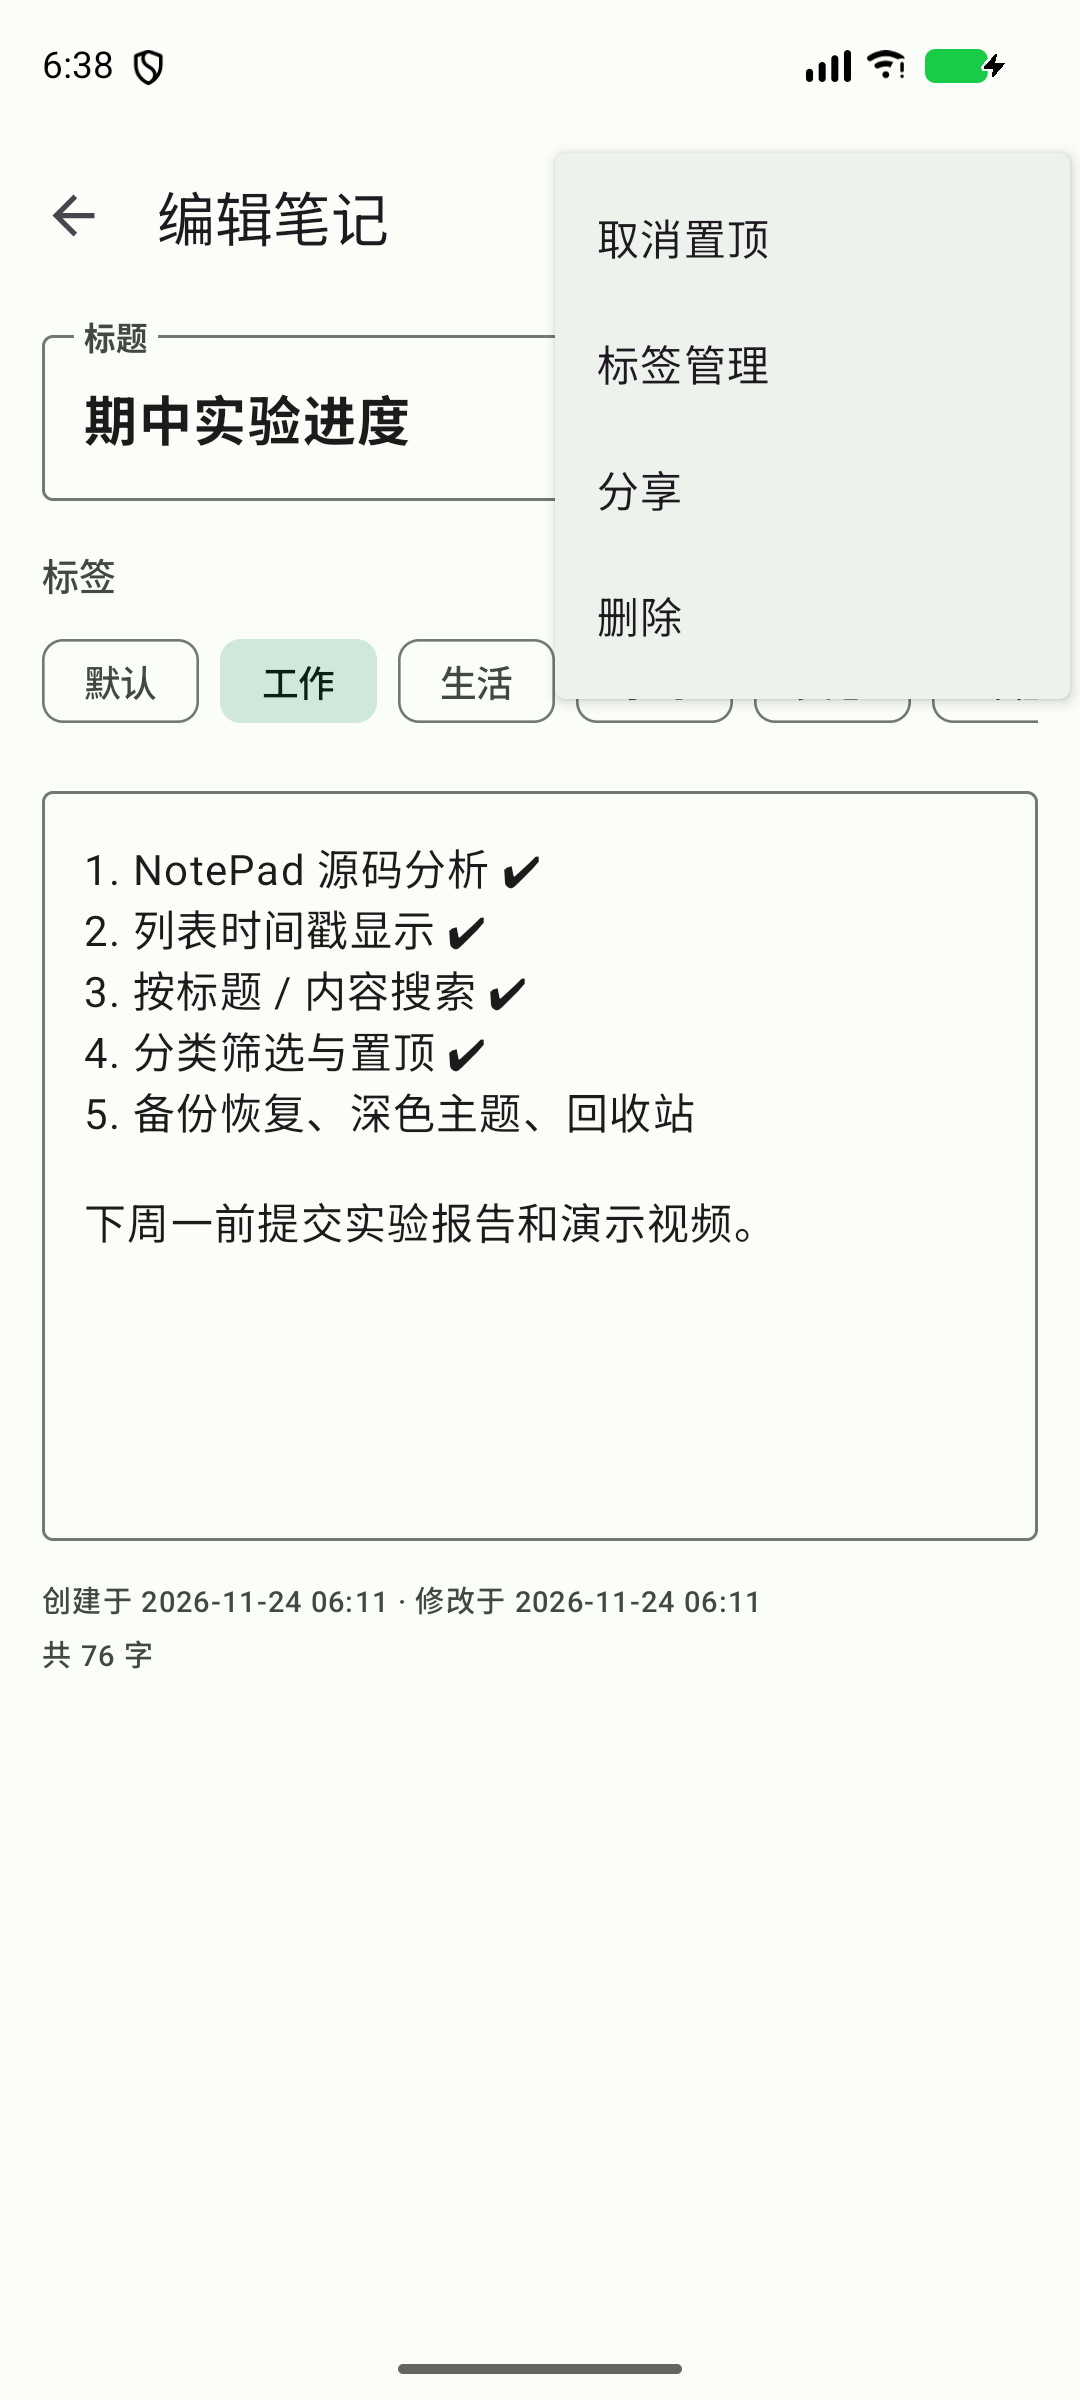 6:38
编辑笔记
取消置顶
标签管理
分享
删除
标题
期中实验进度
标签
默认
工作
生活
1. NotePad 源码分析 ✔
2. 列表时间戳显示 ✔
3. 按标题 / 内容搜索 ✔
4. 分类筛选与置顶 ✔
5. 备份恢复、深色主题、回收站
下周一前提交实验报告和演示视频。
创建于 2026-11-24 06:11 · 修改于 2026-11-24 06:11
共 76 字